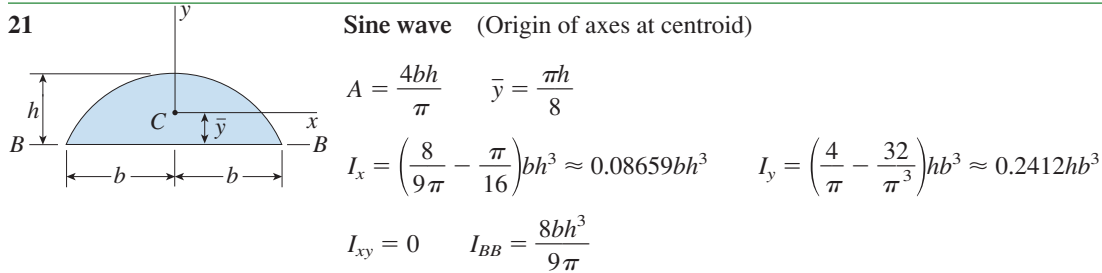 21
Sine wave (Origin of axes at centroid)
y
h
C
ȳ
x
B
B
b
b
A = 4bh/π ȳ = πh/8
Iₓ = (8/9π − π/16)bh³ ≈ 0.08659bh³ I_y = (4/π − 32/π³)hb³ ≈ 0.2412hb³
I_xy = 0 I_BB = 8bh³/9π